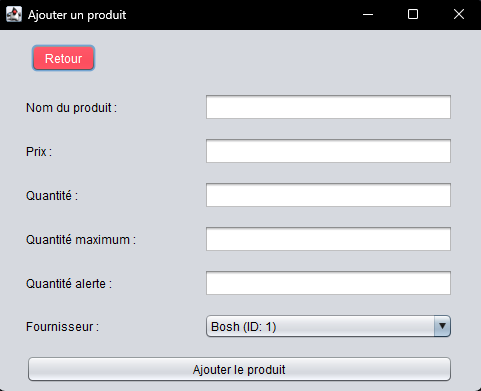 Ajouter un produit
Retour
Nom du produit :
Prix :
Quantité :
Quantité maximum :
Quantité alerte :
Fournisseur : Bosh (ID: 1)
Ajouter le produit